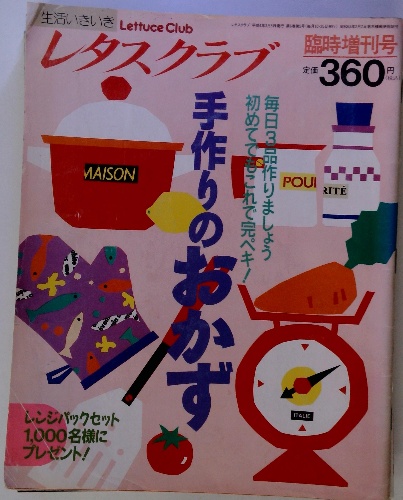 生活いきいき
Lettuce Club
レタスクラブ
臨時増刊号
定価360円
毎日3品作りましょう
初めてでもこれで完ペキ!
手作りのおかず
MAISON
POU
RITÉ
ITALIE
レンジパックセット
1,000名様に
プレゼント!